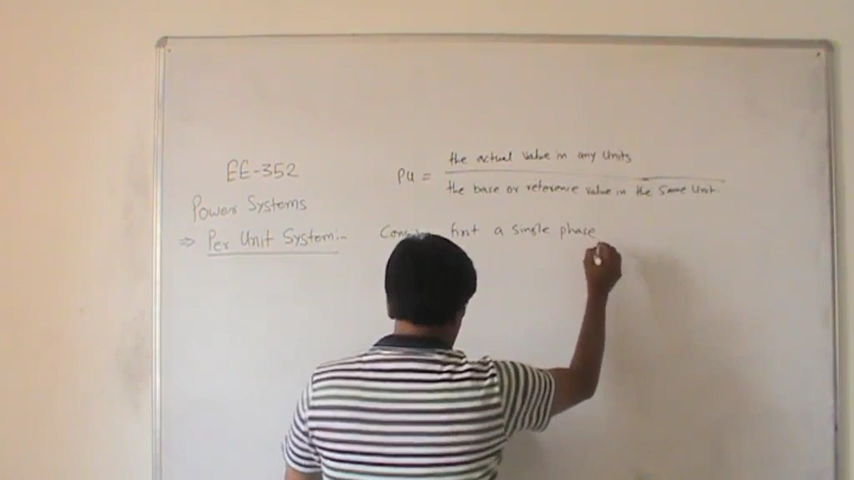 EE-352
Power Systems
⇒ Per Unit System:-
PU = the actual value in any Units
the base or reference value in the Same Unit
first a single phase